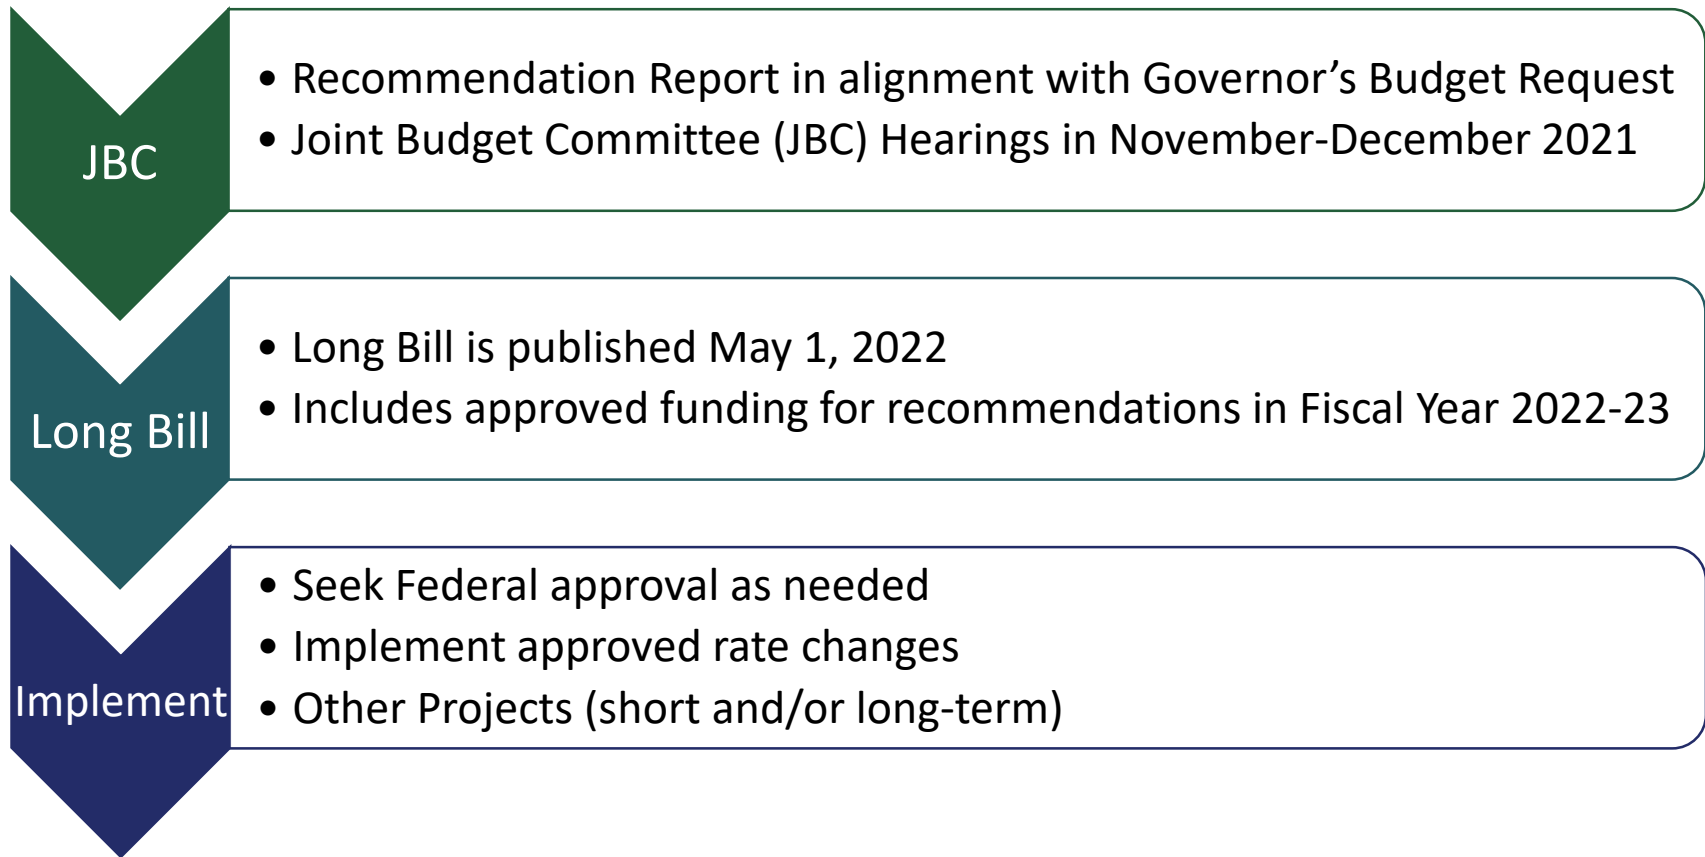 JBC
• Recommendation Report in alignment with Governor’s Budget Request
• Joint Budget Committee (JBC) Hearings in November-December 2021
Long Bill
• Long Bill is published May 1, 2022
• Includes approved funding for recommendations in Fiscal Year 2022-23
Implement
• Seek Federal approval as needed
• Implement approved rate changes
• Other Projects (short and/or long-term)